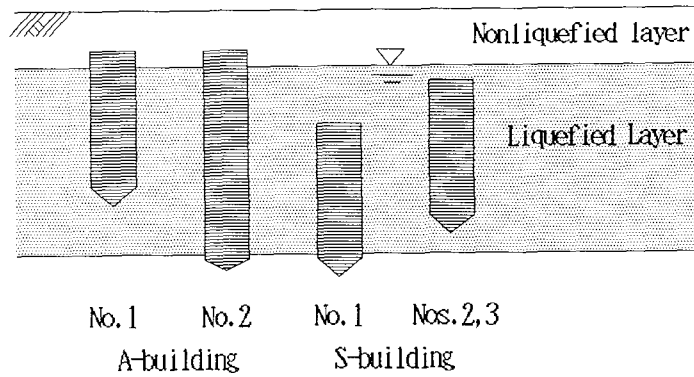 Nonliquefied layer
Liquefied Layer
No.1 No.2 No.1 Nos.2,3
A-building S-building